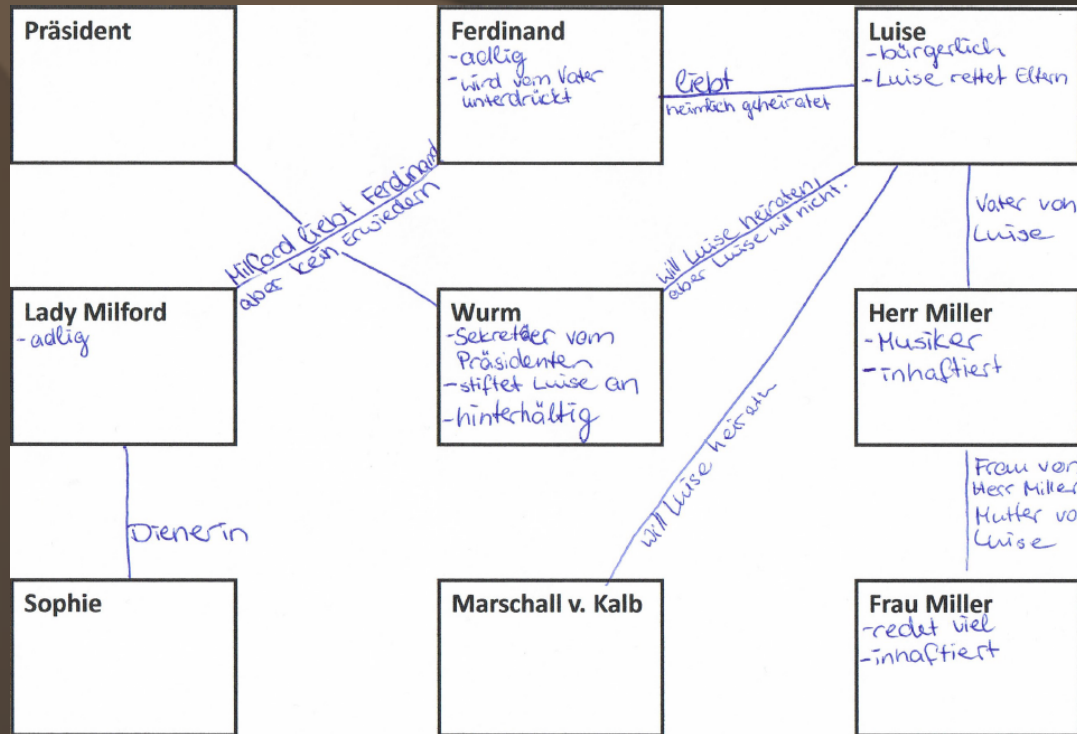 Präsident
Ferdinand
-adlig
-wird vom Vater
unterdrückt
liebt
heimlich geheiratet
Luise
-bürgerlich
-Luise rettet Eltern
Milford liebt Ferdinand
aber kein Erwiedern
will Luise heiraten,
aber Luise will nicht.
Vater von
Luise
Lady Milford
-adlig
Wurm
-Sekretäer vom
Präsidenten
-stiftet Luise an
-hinterhältig
Herr Miller
-Musiker
-inhaftiert
will Luise heiratn
Dienerin
Frau von
Herr Miller
Mutter vo
Luise
Sophie
Marschall v. Kalb
Frau Miller
-redet viel
-inhaftiert